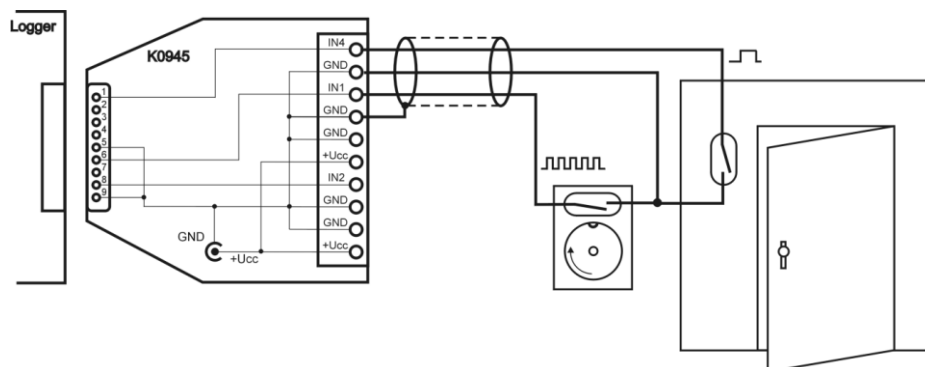 Logger
K0945
1
2
3
4
5
6
7
8
9
IN4
GND
IN1
GND
GND
+Ucc
IN2
GND
GND
+Ucc
GND
+Ucc